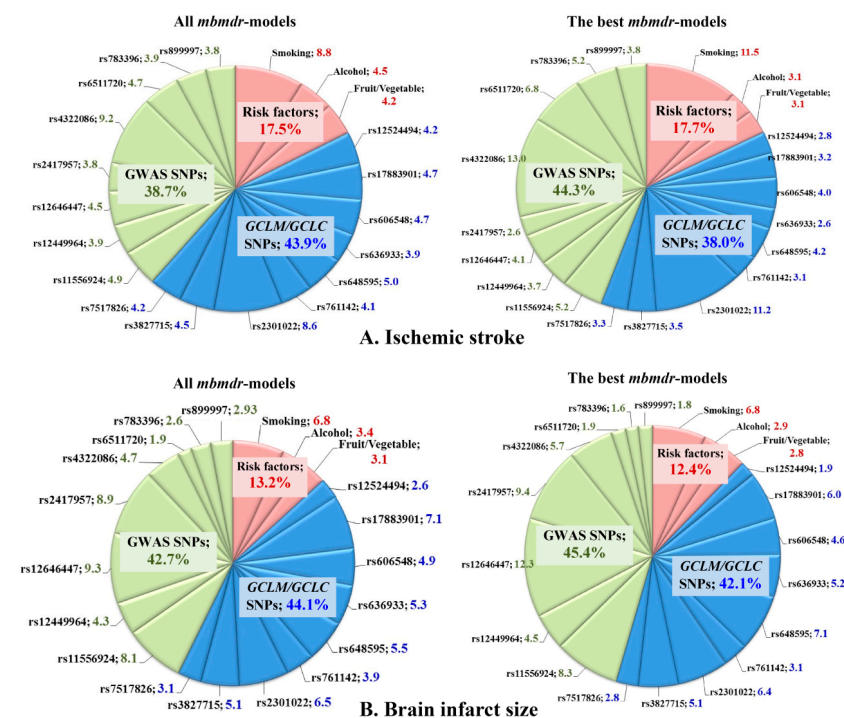 All mbmdr-models
rs899997; 3.8
rs783396; 3.9
rs6511720; 4.7
rs4322086; 9.2
rs2417957; 3.8
rs12646447; 4.5
rs12449964; 3.9
rs11556924; 4.9
rs7517826; 4.2
rs3827715; 4.5
rs2301022; 8.6
rs761142; 4.1
rs648595; 5.0
rs636933; 3.9
rs606548; 4.7
rs17883901; 4.7
rs12524494; 4.2
Fruit/Vegetable;
4.2
Alcohol; 4.5
Smoking; 8.8
Risk factors;
17.5%
GWAS SNPs;
38.7%
GCLM/GCLC
SNPs; 43.9%
The best mbmdr-models
rs899997; 3.8
rs783396; 5.2
rs6511720; 6.8
rs4322086; 13.0
rs2417957; 2.6
rs12646447; 4.1
rs12449964; 3.7
rs11556924; 5.2
rs7517826; 3.3
rs3827715; 3.5
rs2301022; 11.2
rs761142; 3.1
rs648595; 4.2
rs636933; 2.6
rs606548; 4.0
rs17883901; 3.2
rs12524494; 2.8
Fruit/Vegetable;
3.1
Alcohol; 3.1
Smoking; 11.5
Risk factors;
17.7%
GWAS SNPs;
44.3%
GCLM/GCLC
SNPs; 38.0%
A. Ischemic stroke
All mbmdr-models
rs899997; 2.93
rs783396; 2.6
rs6511720; 1.9
rs4322086; 4.7
rs2417957; 8.9
rs12646447; 9.3
rs12449964; 4.3
rs11556924; 8.1
rs7517826; 3.1
rs3827715; 5.1
rs2301022; 6.5
rs761142; 3.9
rs648595; 5.5
rs636933; 5.3
rs606548; 4.9
rs17883901; 7.1
rs12524494; 2.6
Fruit/Vegetable;
3.1
Alcohol; 3.4
Smoking; 6.8
Risk factors;
13.2%
GWAS SNPs;
42.7%
GCLM/GCLC
SNPs; 44.1%
The best mbmdr-models
rs899997; 1.8
rs783396; 1.6
rs6511720; 1.9
rs4322086; 5.7
rs2417957; 9.4
rs12646447; 12.3
rs12449964; 4.5
rs11556924; 8.3
rs7517826; 2.8
rs3827715; 5.1
rs2301022; 6.4
rs761142; 3.1
rs648595; 7.1
rs636933; 5.2
rs606548; 4.6
rs17883901; 6.0
rs12524494; 1.9
Fruit/Vegetable;
2.8
Alcohol; 2.9
Smoking; 6.8
Risk factors;
12.4%
GWAS SNPs;
45.4%
GCLM/GCLC
SNPs; 42.1%
B. Brain infarct size